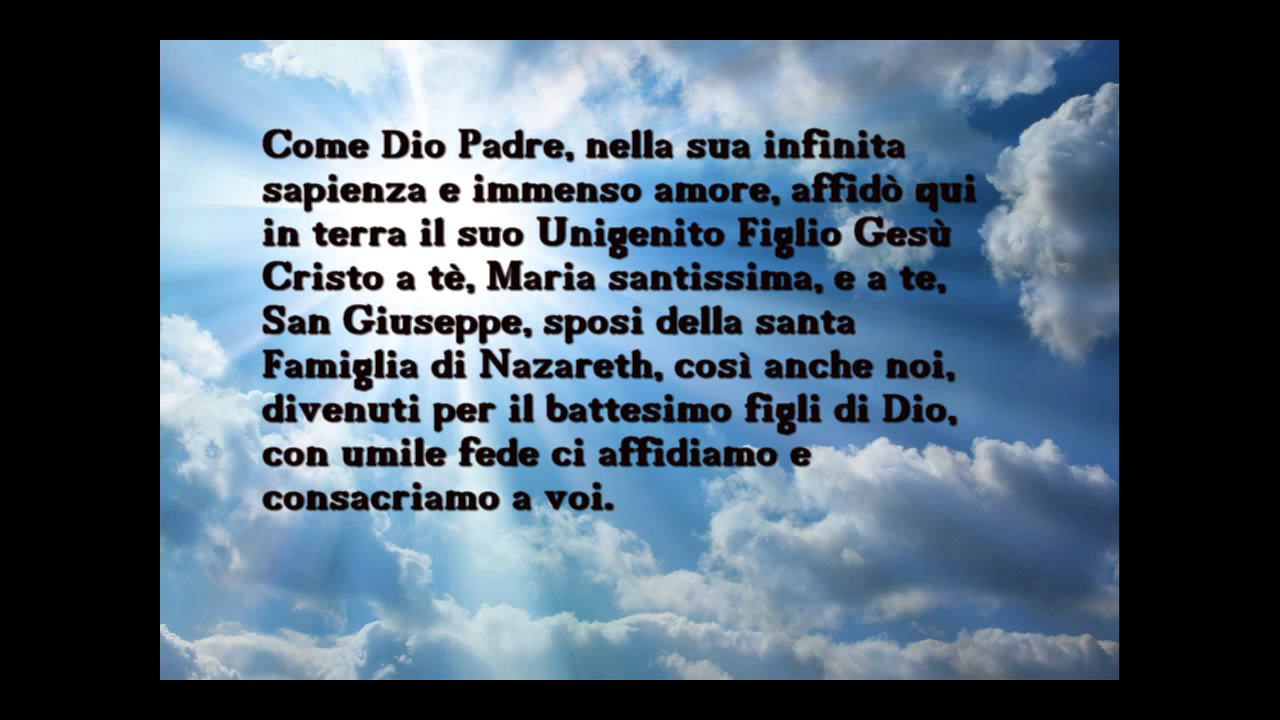 Come Dio Padre, nella sua infinita
sapienza e immenso amore, affidò qui
in terra il suo Unigenito Figlio Gesù
Cristo a tè, Maria santissima, e a te,
San Giuseppe, sposi della santa
Famiglia di Nazareth, così anche noi,
divenuti per il battesimo figli di Dio,
con umile fede ci affidiamo e
consacriamo a voi.